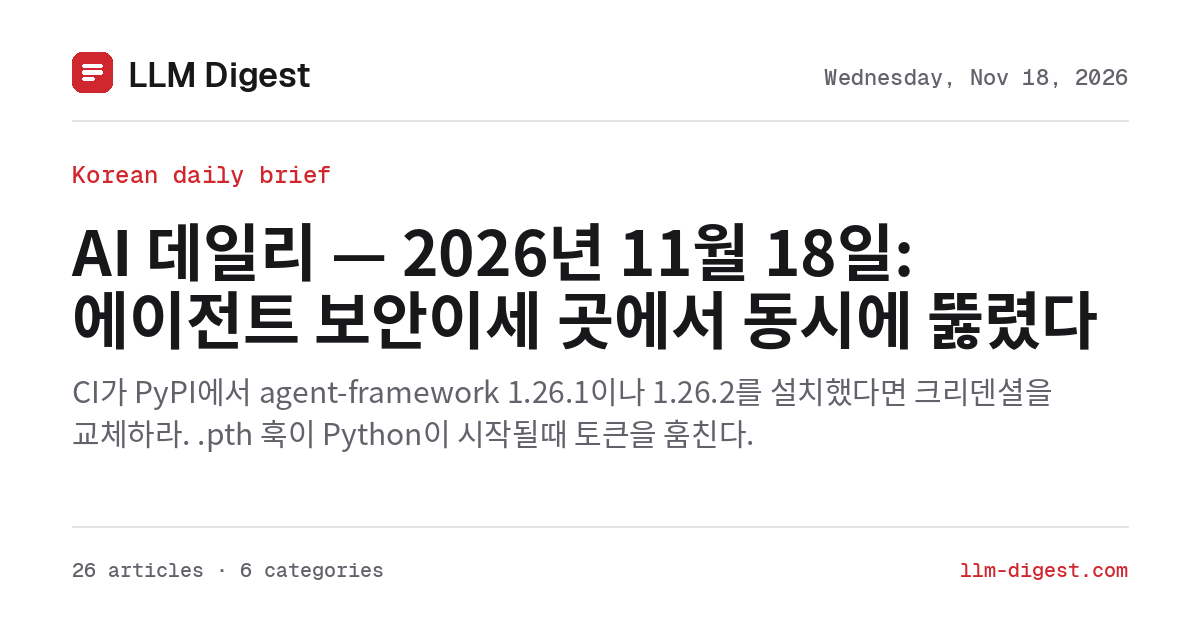 LLM Digest
Wednesday, Nov 18, 2026
Korean daily brief
AI 데일리 — 2026년 11월 18일:
에이전트 보안이세 곳에서 동시에 뚫렸다
CI가 PyPI에서 agent-framework 1.26.1이나 1.26.2를 설치했다면 크리덴셜을
교체하라. .pth 훅이 Python이 시작될때 토큰을 훔친다.
26 articles · 6 categories
llm-digest.com